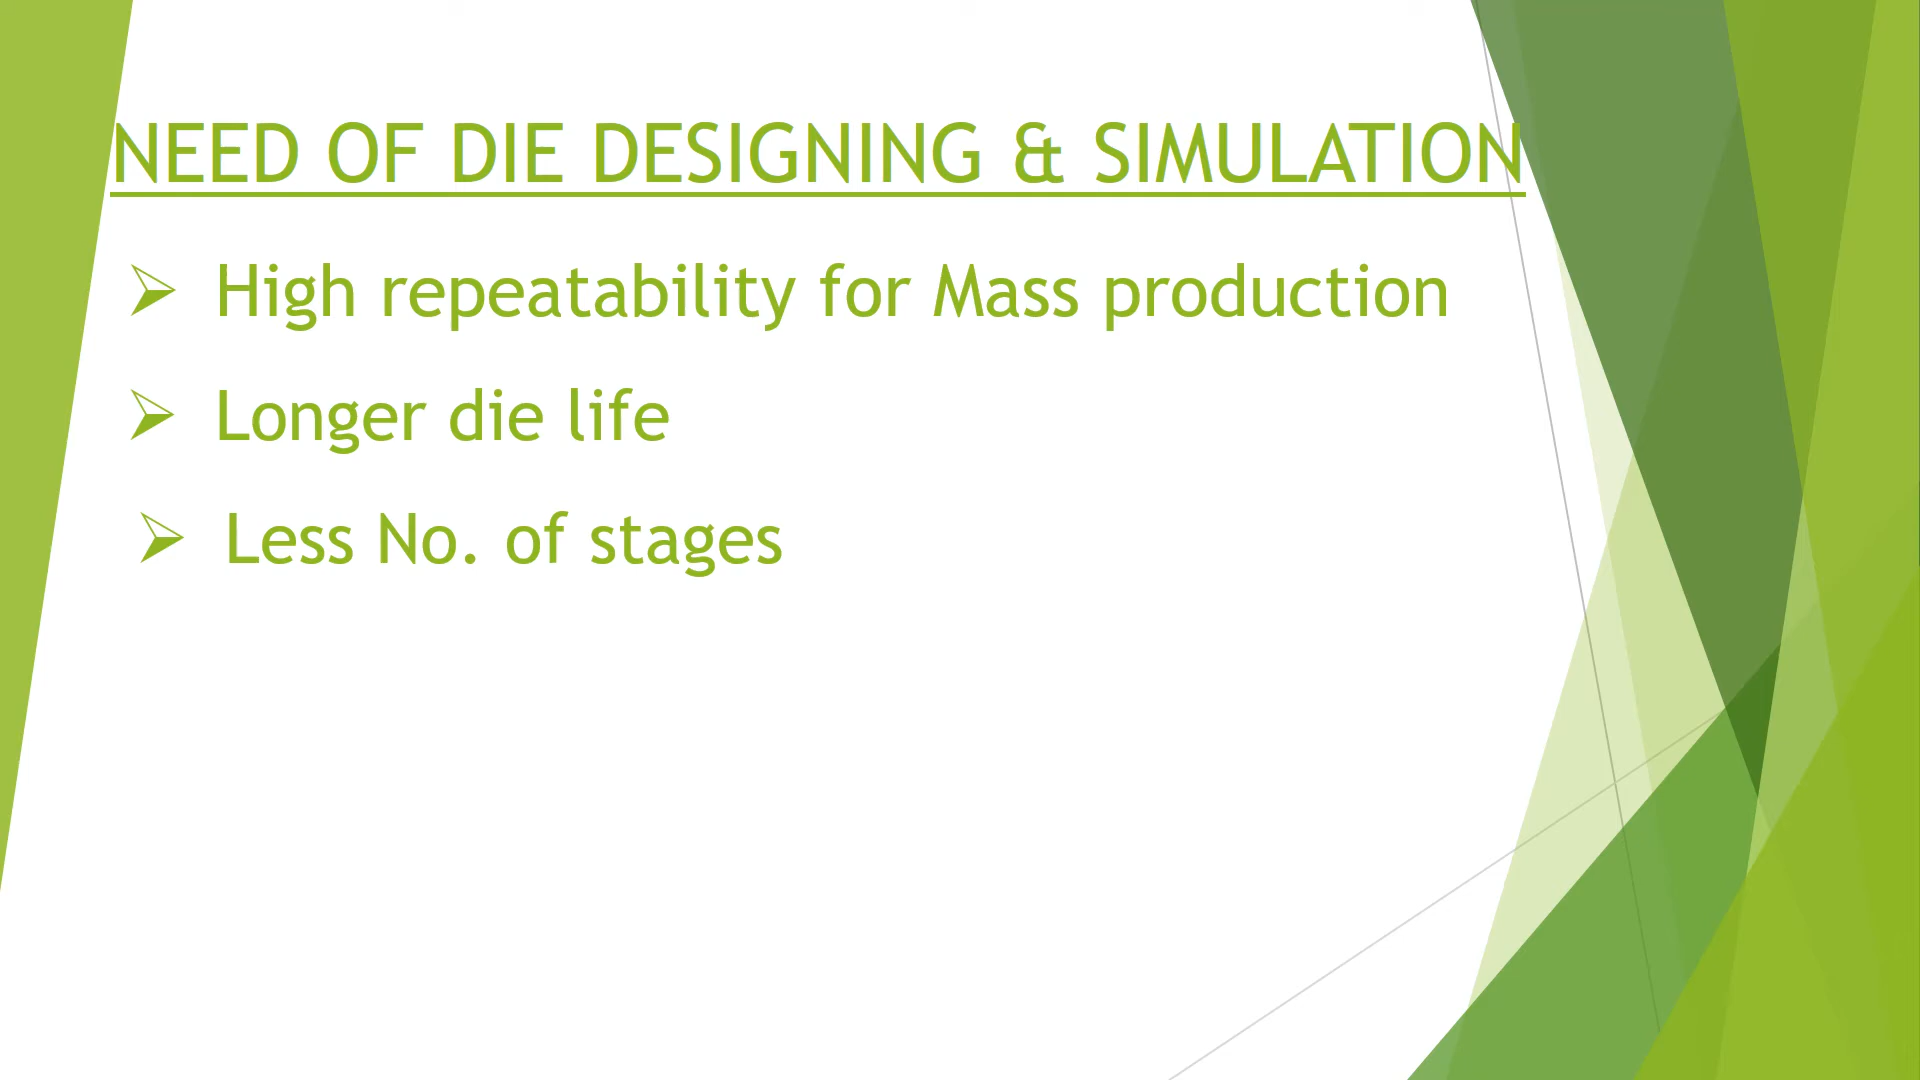 NEED OF DIE DESIGNING & SIMULATION
➢ High repeatability for Mass production
➢ Longer die life
➢ Less No. of stages